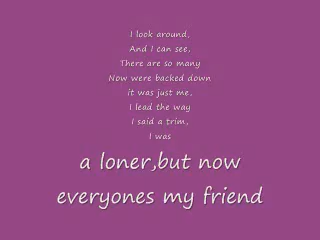 I look around,
And I can see,
There are so many
Now were backed down
it was just me,
I lead the way
I said a trim,
I was
a loner,but now
everyones my friend